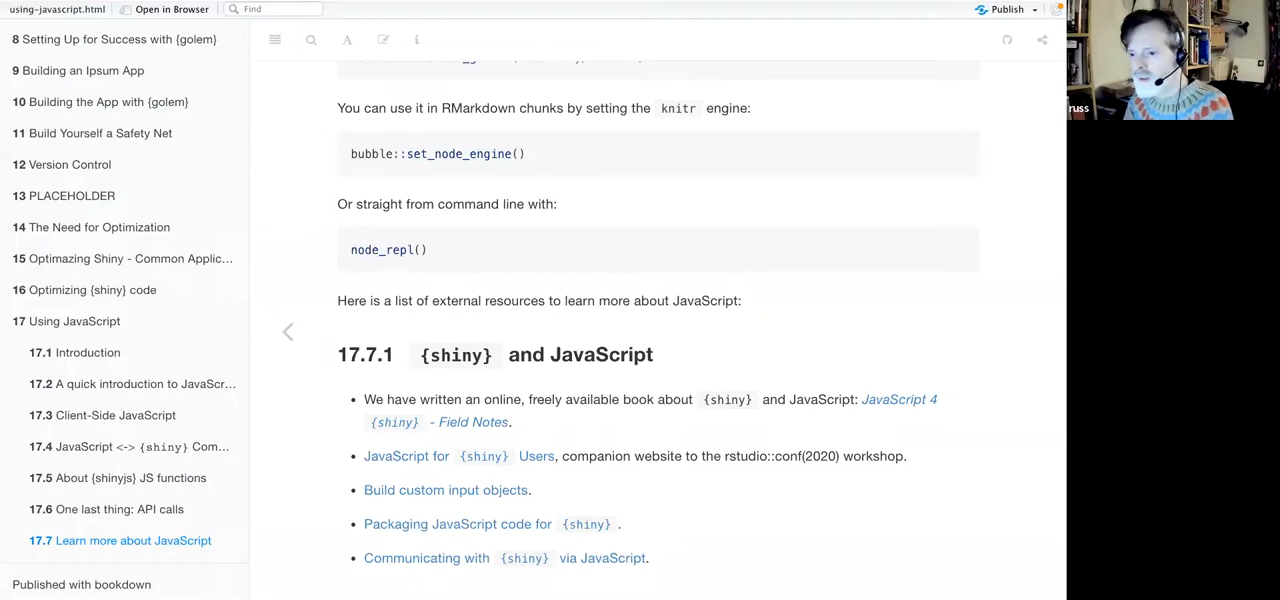 using-javascript.html Open in Browser Find Publish
8 Setting Up for Success with {golem}
9 Building an Ipsum App
10 Building the App with {golem}
11 Build Yourself a Safety Net
12 Version Control
13 PLACEHOLDER
14 The Need for Optimization
15 Optimazing Shiny - Common Applic...
16 Optimizing {shiny} code
17 Using JavaScript
17.1 Introduction
17.2 A quick introduction to JavaScr...
17.3 Client-Side JavaScript
17.4 JavaScript <-> {shiny} Com...
17.5 About {shinyjs} JS functions
17.6 One last thing: API calls
17.7 Learn more about JavaScript
Published with bookdown
You can use it in RMarkdown chunks by setting the knitr engine:
bubble::set_node_engine()
Or straight from command line with:
node_repl()
Here is a list of external resources to learn more about JavaScript:
17.7.1 {shiny} and JavaScript
• We have written an online, freely available book about {shiny} and JavaScript: JavaScript 4
{shiny} - Field Notes.
• JavaScript for {shiny} Users, companion website to the rstudio::conf(2020) workshop.
• Build custom input objects.
• Packaging JavaScript code for {shiny} .
• Communicating with {shiny} via JavaScript.
russ